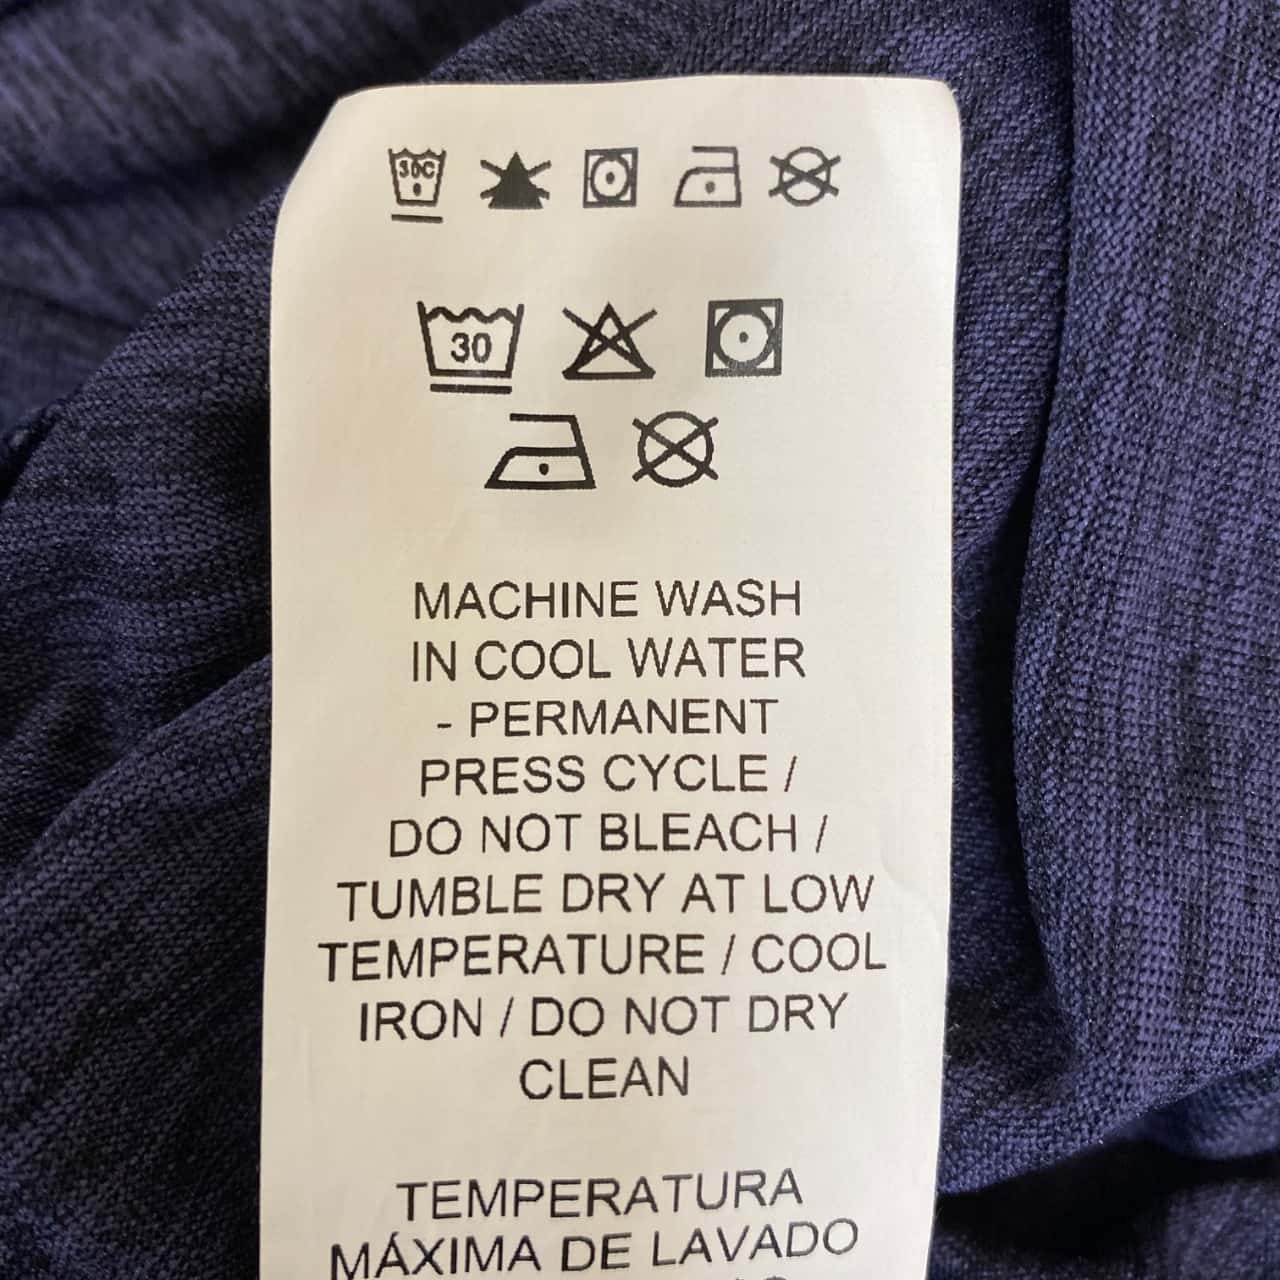 30C
30
MACHINE WASH
IN COOL WATER
- PERMANENT
PRESS CYCLE /
DO NOT BLEACH /
TUMBLE DRY AT LOW
TEMPERATURE / COOL
IRON / DO NOT DRY
CLEAN
TEMPERATURA
MÁXIMA DE LAVADO